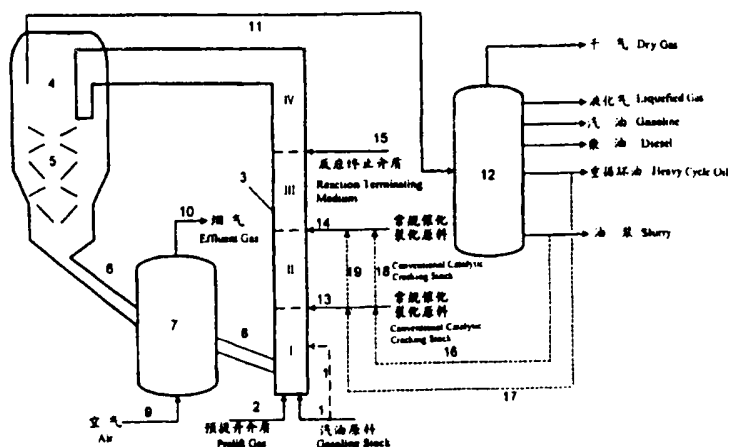 11
干 气 Dry Gas
4
IV
液化气 Liquefied Gas
汽 油 Gasoline
15
柴 油 Diesel
5
反应终止介质
12
重循环油 Heavy Cycle Oil
Reaction Terminating
Medium
3
III
10
烟 气
Effluent Gas
14
常规催化
裂化原料
油 浆 Slurry
6
II
19
18
Conventional Catalytic
Cracking Stock
13
常规催化
裂化原料
7
8
Conventional Catalytic
Cracking Stock
16
I
1
17
9
2
1
空 气
Air
预提升介质
Prelift Gas
汽油原料
Gasoline Stock